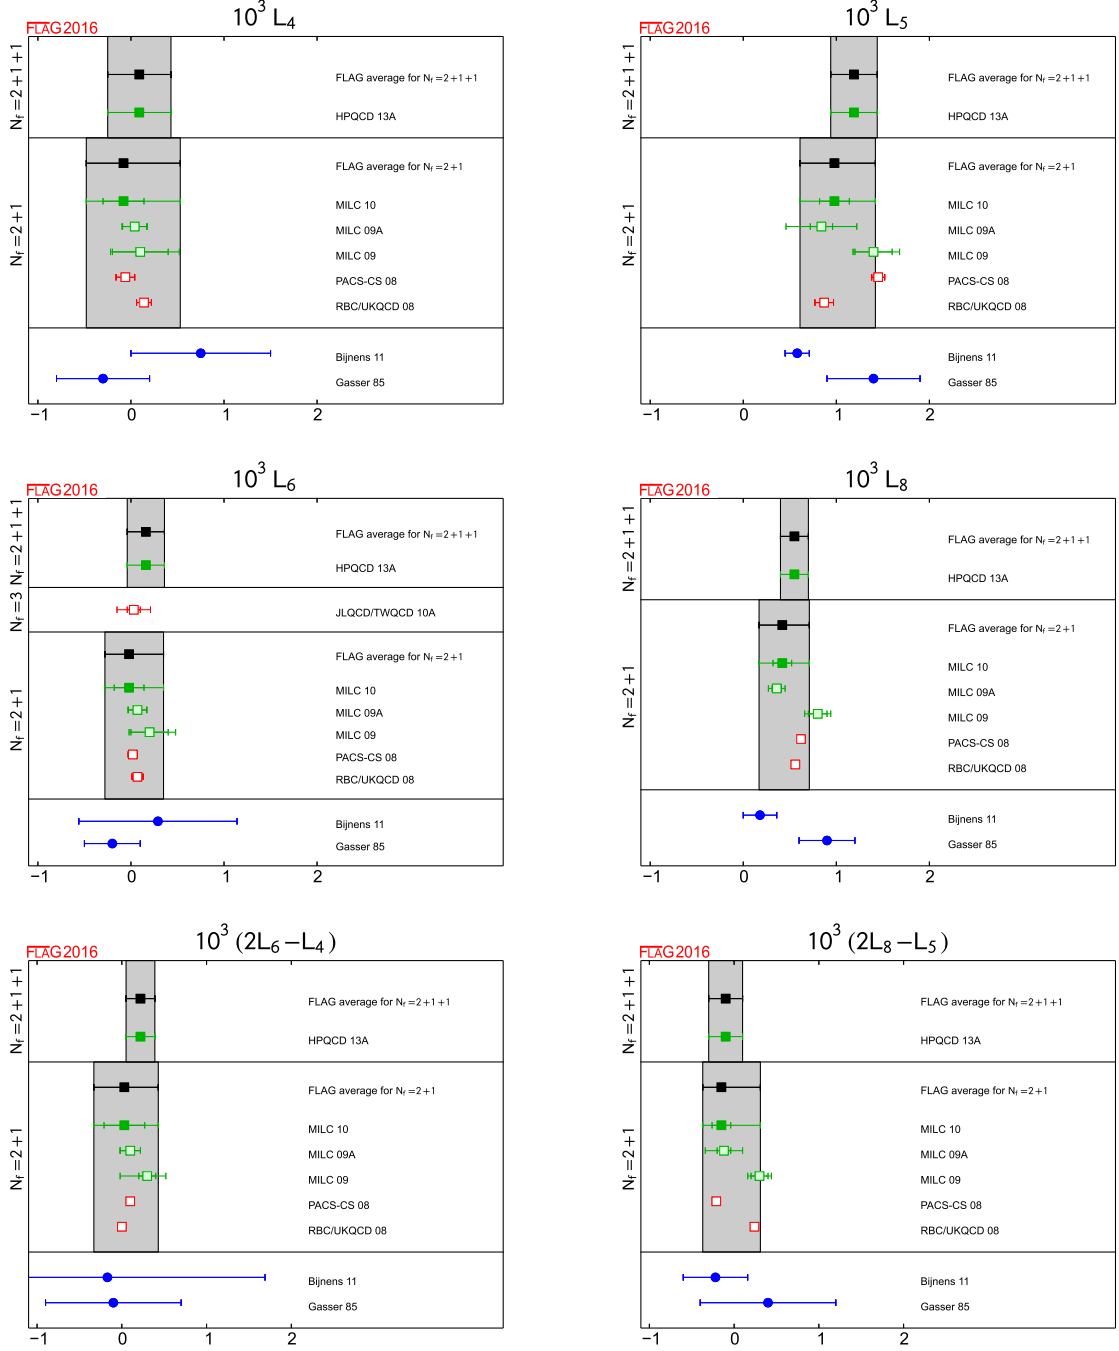 10³ L₄
FLAG2016
N_f=2+1+1
FLAG average for N_f=2+1+1
HPQCD 13A
N_f=2+1
FLAG average for N_f=2+1
MILC 10
MILC 09A
MILC 09
PACS-CS 08
RBC/UKQCD 08
Bijnens 11
Gasser 85
−1 0 1 2
10³ L₅
FLAG2016
N_f=2+1+1
FLAG average for N_f=2+1+1
HPQCD 13A
N_f=2+1
FLAG average for N_f=2+1
MILC 10
MILC 09A
MILC 09
PACS-CS 08
RBC/UKQCD 08
Bijnens 11
Gasser 85
−1 0 1 2
10³ L₆
FLAG2016
N_f=2+1+1
FLAG average for N_f=2+1+1
HPQCD 13A
N_f=3
JLQCD/TWQCD 10A
N_f=2+1
FLAG average for N_f=2+1
MILC 10
MILC 09A
MILC 09
PACS-CS 08
RBC/UKQCD 08
Bijnens 11
Gasser 85
−1 0 1 2
10³ L₈
FLAG2016
N_f=2+1+1
FLAG average for N_f=2+1+1
HPQCD 13A
N_f=2+1
FLAG average for N_f=2+1
MILC 10
MILC 09A
MILC 09
PACS-CS 08
RBC/UKQCD 08
Bijnens 11
Gasser 85
−1 0 1 2
10³ (2L₆−L₄)
FLAG2016
N_f=2+1+1
FLAG average for N_f=2+1+1
HPQCD 13A
N_f=2+1
FLAG average for N_f=2+1
MILC 10
MILC 09A
MILC 09
PACS-CS 08
RBC/UKQCD 08
Bijnens 11
Gasser 85
−1 0 1 2
10³ (2L₈−L₅)
FLAG2016
N_f=2+1+1
FLAG average for N_f=2+1+1
HPQCD 13A
N_f=2+1
FLAG average for N_f=2+1
MILC 10
MILC 09A
MILC 09
PACS-CS 08
RBC/UKQCD 08
Bijnens 11
Gasser 85
−1 0 1 2